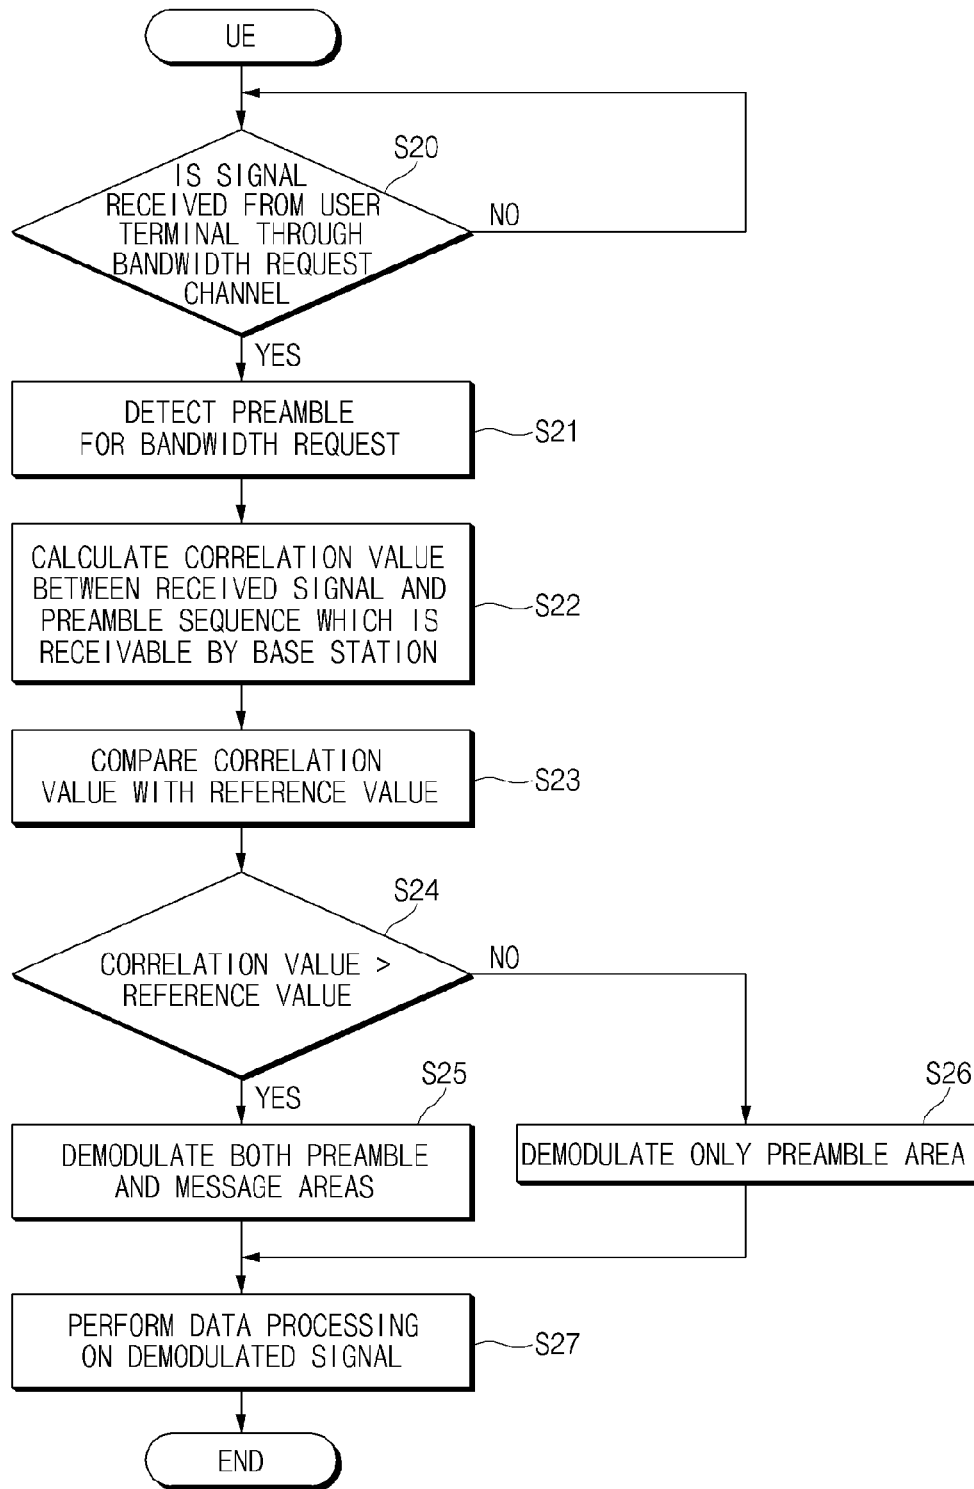 UE
S20
IS SIGNAL
RECEIVED FROM USER
TERMINAL THROUGH
BANDWIDTH REQUEST
CHANNEL
NO
YES
DETECT PREAMBLE
FOR BANDWIDTH REQUEST
S21
CALCULATE CORRELATION VALUE
BETWEEN RECEIVED SIGNAL AND
PREAMBLE SEQUENCE WHICH IS
RECEIVABLE BY BASE STATION
S22
COMPARE CORRELATION
VALUE WITH REFERENCE VALUE
S23
S24
CORRELATION VALUE >
REFERENCE VALUE
NO
YES
S25
DEMODULATE BOTH PREAMBLE
AND MESSAGE AREAS
S26
DEMODULATE ONLY PREAMBLE AREA
PERFORM DATA PROCESSING
ON DEMODULATED SIGNAL
S27
END